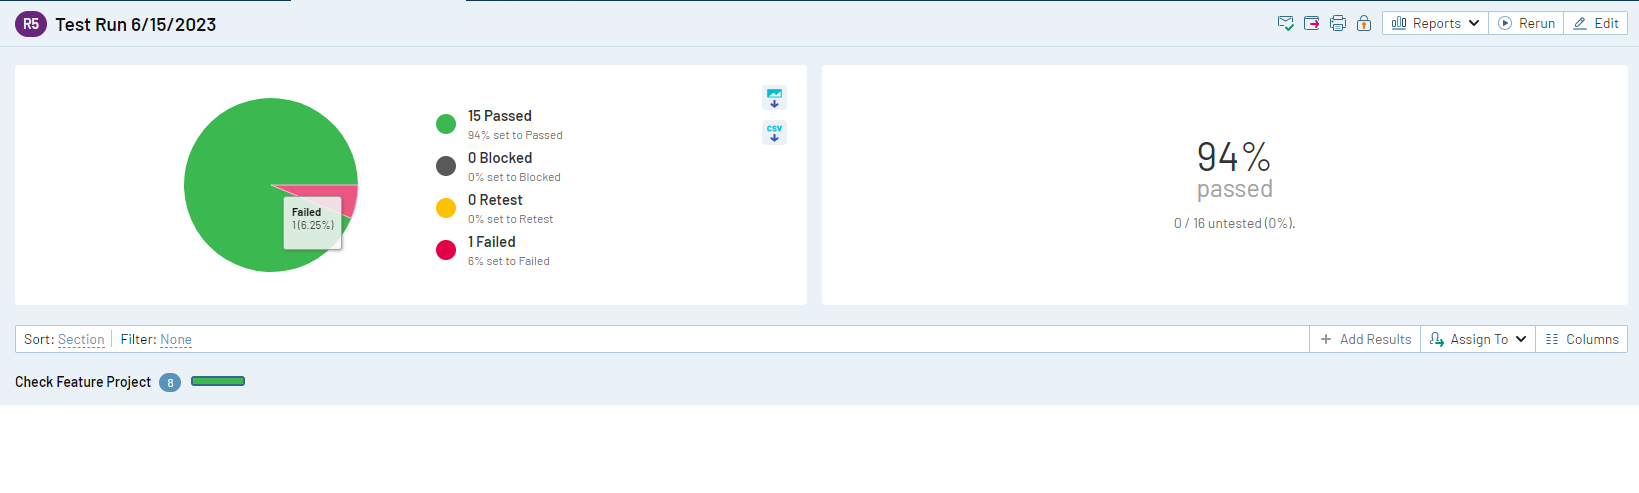 R5 Test Run 6/15/2023
Reports Rerun Edit
15 Passed
94% set to Passed
0 Blocked
0% set to Blocked
0 Retest
0% set to Retest
1 Failed
6% set to Failed
Failed
1 (6.25%)
CSV
94%
passed
0 / 16 untested (0%).
Sort: Section Filter: None
+ Add Results Assign To Columns
Check Feature Project 8